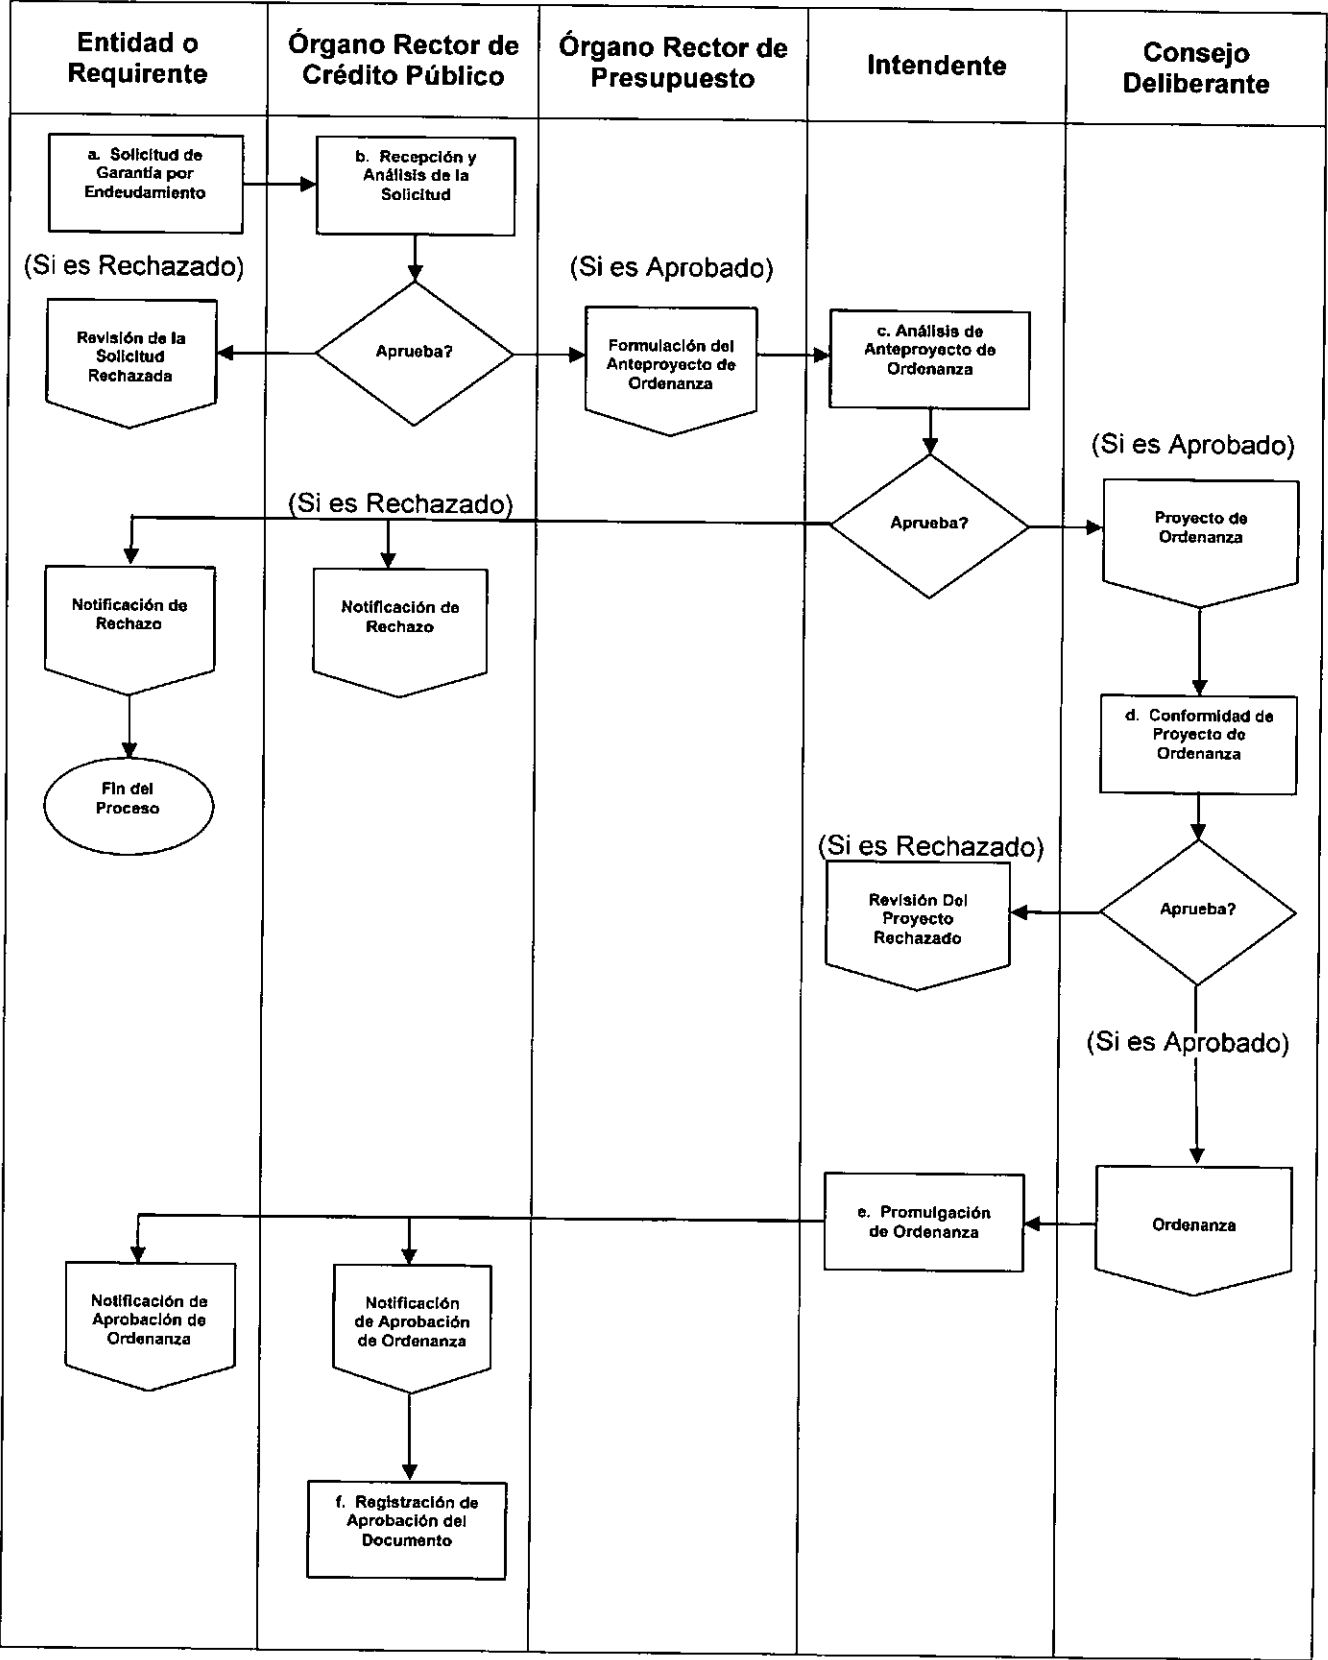 Entidad o
Requirente
Órgano Rector de
Crédito Público
Órgano Rector de
Presupuesto
Intendente
Consejo
Deliberante
a. Solicitud de
Garantía por
Endeudamiento
b. Recepción y
Análisis de la
Solicitud
(Si es Rechazado)
(Si es Aprobado)
Revisión de la
Solicitud
Rechazada
Aprueba?
Formulación del
Anteproyecto de
Ordenanza
c. Análisis de
Anteproyecto de
Ordenanza
(Si es Aprobado)
(Si es Rechazado)
Aprueba?
Proyecto de
Ordenanza
Notificación de
Rechazo
Notificación de
Rechazo
d. Conformidad de
Proyecto de
Ordenanza
Fin del
Proceso
(Si es Rechazado)
Revisión Del
Proyecto
Rechazado
Aprueba?
(Si es Aprobado)
e. Promulgación
de Ordenanza
Ordenanza
Notificación de
Aprobación de
Ordenanza
Notificación
de Aprobación
de Ordenanza
f. Registración de
Aprobación del
Documento